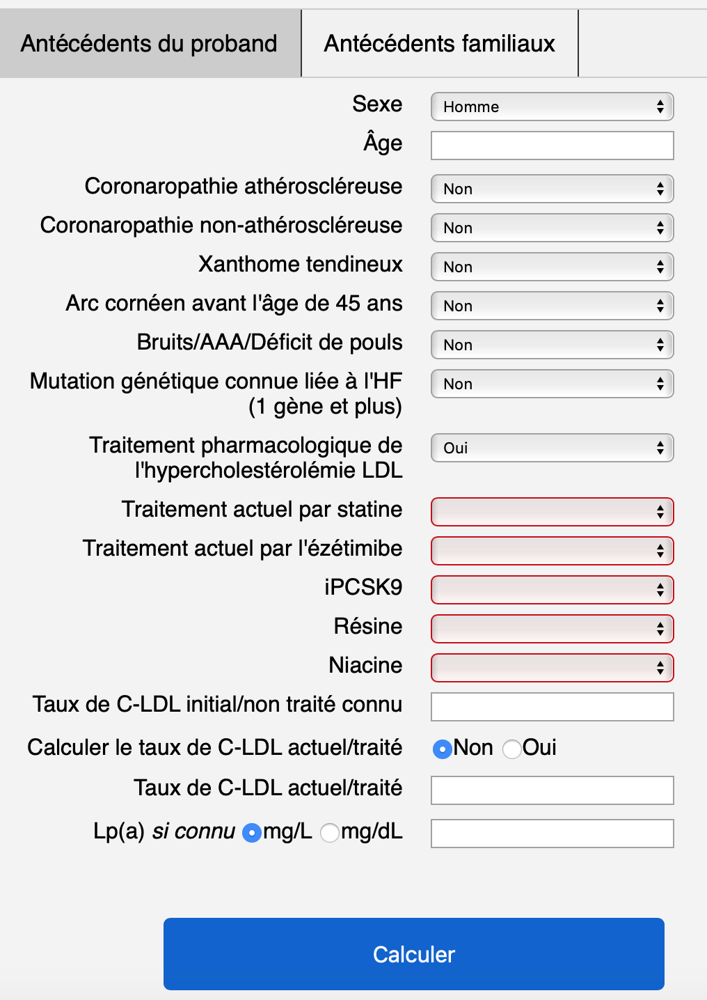 Antécédents du proband Antécédents familiaux
Sexe Homme
Âge
Coronaropathie athéroscléreuse Non
Coronaropathie non-athéroscléreuse Non
Xanthome tendineux Non
Arc cornéen avant l'âge de 45 ans Non
Bruits/AAA/Déficit de pouls Non
Mutation génétique connue liée à l'HF Non
(1 gène et plus)
Traitement pharmacologique de Oui
l'hypercholestérolémie LDL
Traitement actuel par statine
Traitement actuel par l'ézétimibe
iPCSK9
Résine
Niacine
Taux de C-LDL initial/non traité connu
Calculer le taux de C-LDL actuel/traité Non Oui
Taux de C-LDL actuel/traité
Lp(a) si connu mg/L mg/dL
Calculer